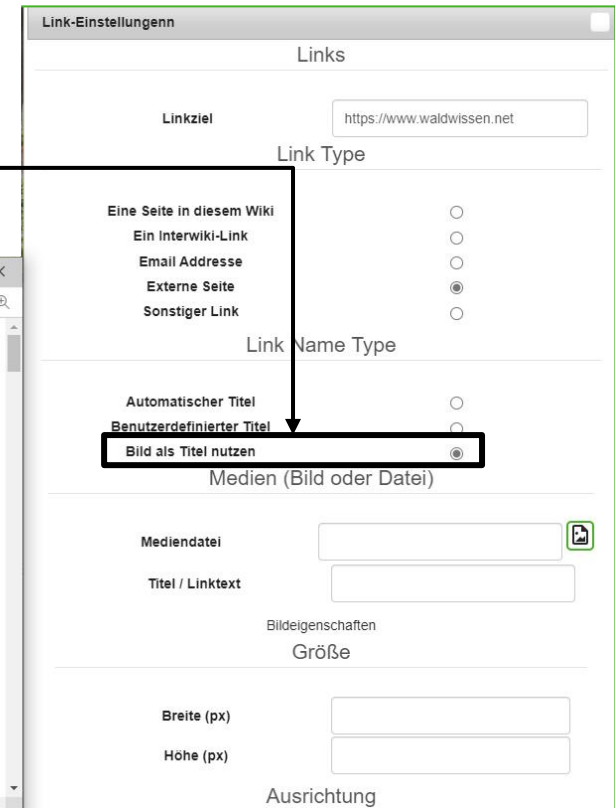 Link-Einstellungenn
Links
Linkziel https://www.waldwissen.net
Link Type
Eine Seite in diesem Wiki
Ein Interwiki-Link
Email Addresse
Externe Seite
Sonstiger Link
Link Name Type
Automatischer Titel
Benutzerdefinierter Titel
Bild als Titel nutzen
Medien (Bild oder Datei)
Mediendatei
Titel / Linktext
Bildeigenschaften
Größe
Breite (px)
Höhe (px)
Ausrichtung